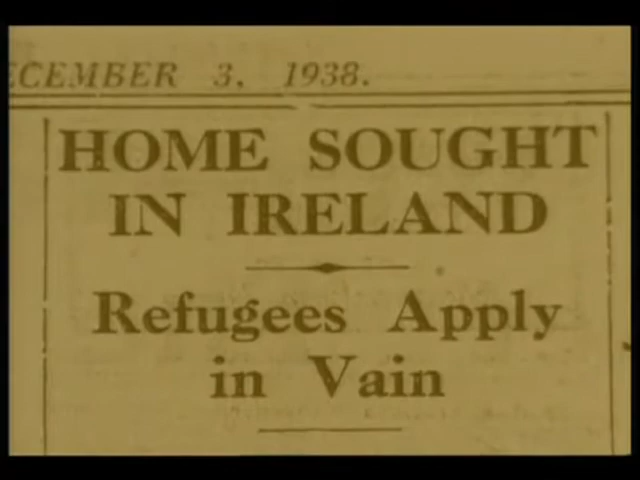 ECEMBER 3, 1938.
HOME SOUGHT
IN IRELAND
Refugees Apply
in Vain